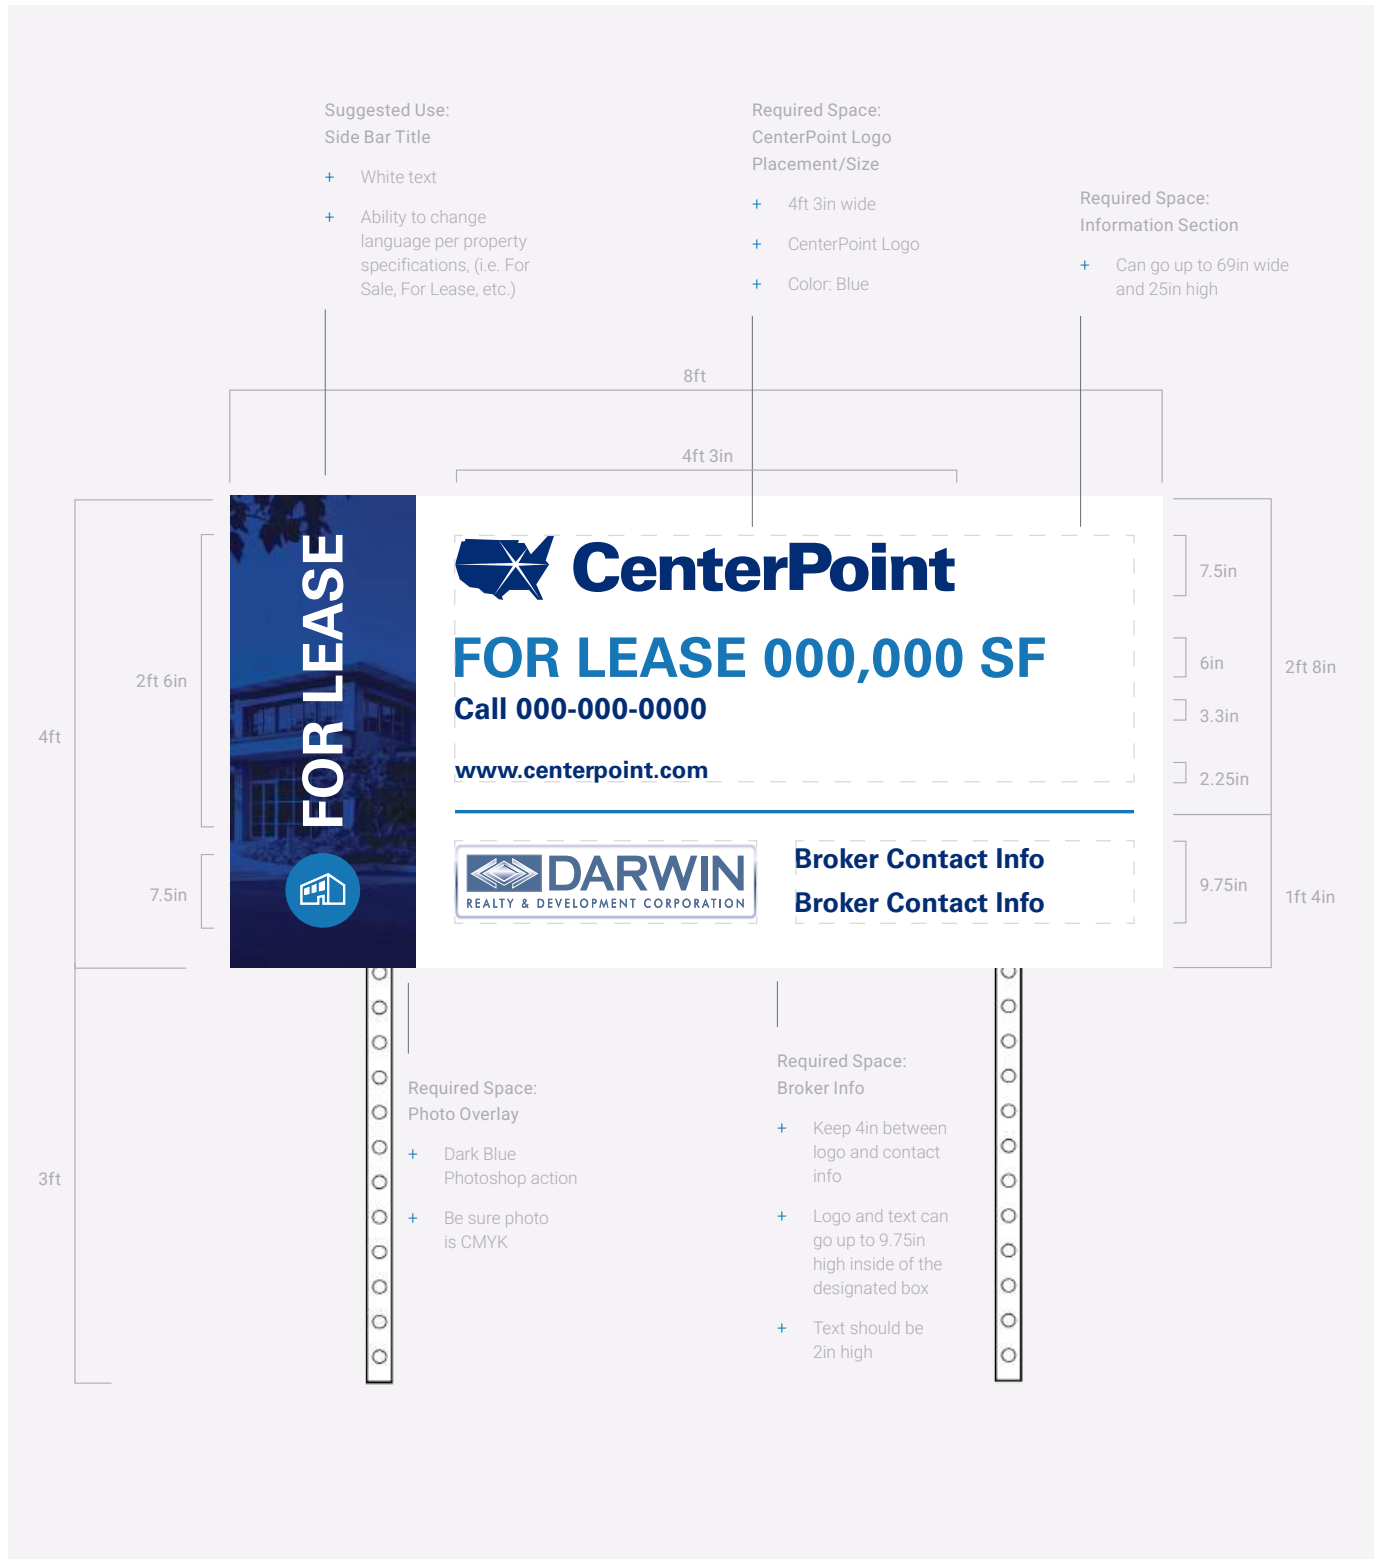 Suggested Use:
Side Bar Title
+ White text
+ Ability to change
language per property
specifications, (i.e. For
Sale, For Lease, etc.)
Required Space:
CenterPoint Logo
Placement/Size
+ 4ft 3in wide
+ CenterPoint Logo
+ Color: Blue
Required Space:
Information Section
+ Can go up to 69in wide
and 25in high
8ft
4ft 3in
4ft
2ft 6in
7.5in
3ft
FOR LEASE
CenterPoint
FOR LEASE 000,000 SF
Call 000-000-0000
www.centerpoint.com
DARWIN
REALTY & DEVELOPMENT CORPORATION
Broker Contact Info
Broker Contact Info
7.5in
6in
3.3in
2.25in
9.75in
2ft 8in
1ft 4in
Required Space:
Photo Overlay
+ Dark Blue
Photoshop action
+ Be sure photo
is CMYK
Required Space:
Broker Info
+ Keep 4in between
logo and contact
info
+ Logo and text can
go up to 9.75in
high inside of the
designated box
+ Text should be
2in high